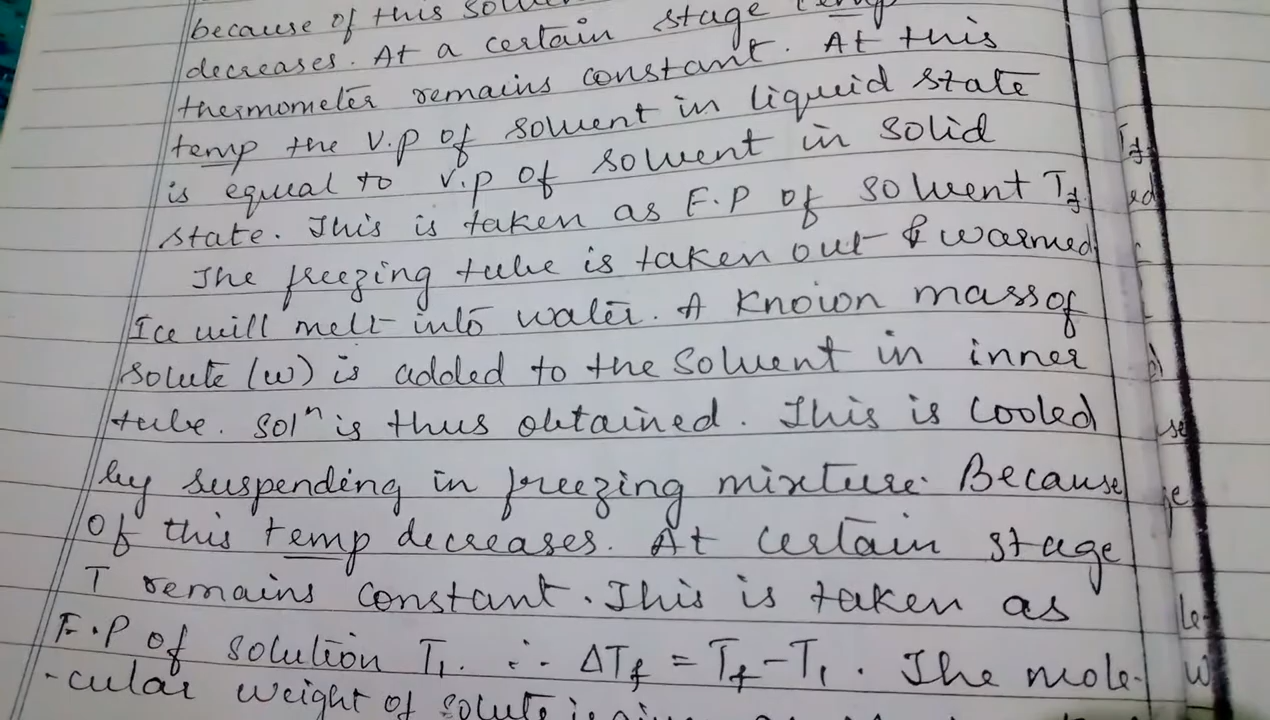 because of this
decreases. At a certain stage temp
thermometer remains constant. At this
temp the V.p of solvent in liquid state
is equal to V.p of solvent in solid
state. This is taken as F.P of solvent Tf
The freezing tube is taken out & warmed
Ice will melt into water. A known mass of
solute (w) is added to the solvent in inner
tube. solⁿ is thus obtained. This is cooled
by suspending in freezing mixture. Because
of this temp decreases. At certain stage
T remains constant. This is taken as
F.P of solution T₁. ∴ ΔTf = Tf - T₁. The mole-
-cular weight of solute is